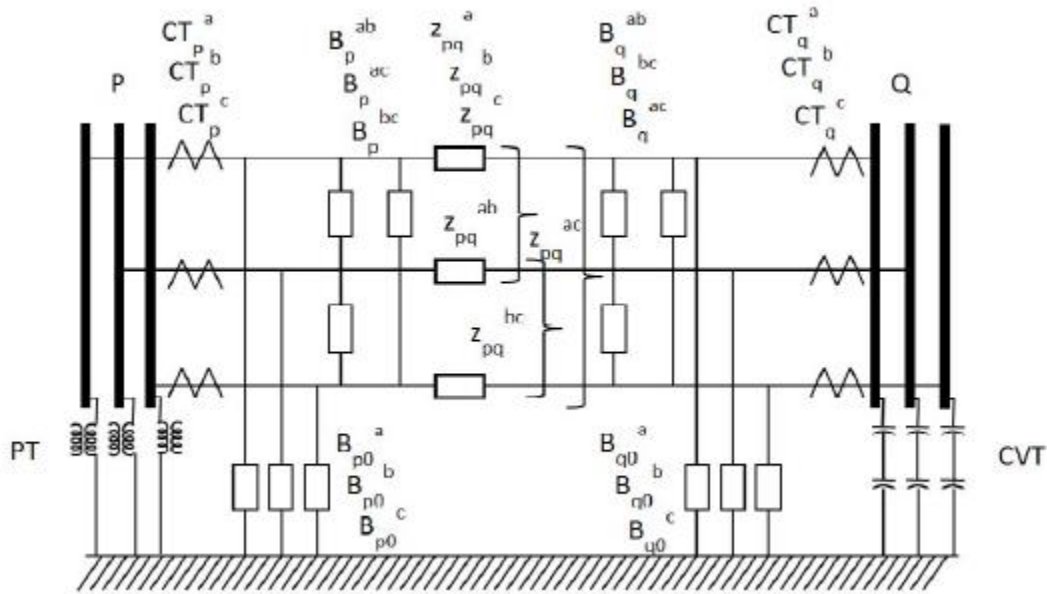 CT_p^a
CT_p^b
CT_p^c
B_p^ab
B_p^ac
B_p^bc
z_pq^a
z_pq^b
z_pq^c
B_q^ab
B_q^bc
B_q^ac
CT_q^a
CT_q^b
CT_q^c
P
Q
z_pq^ab
z_pq^ac
z_pq^bc
PT
B_p0^a
B_p0^b
B_p0^c
B_q0^a
B_q0^b
B_q0^c
CVT